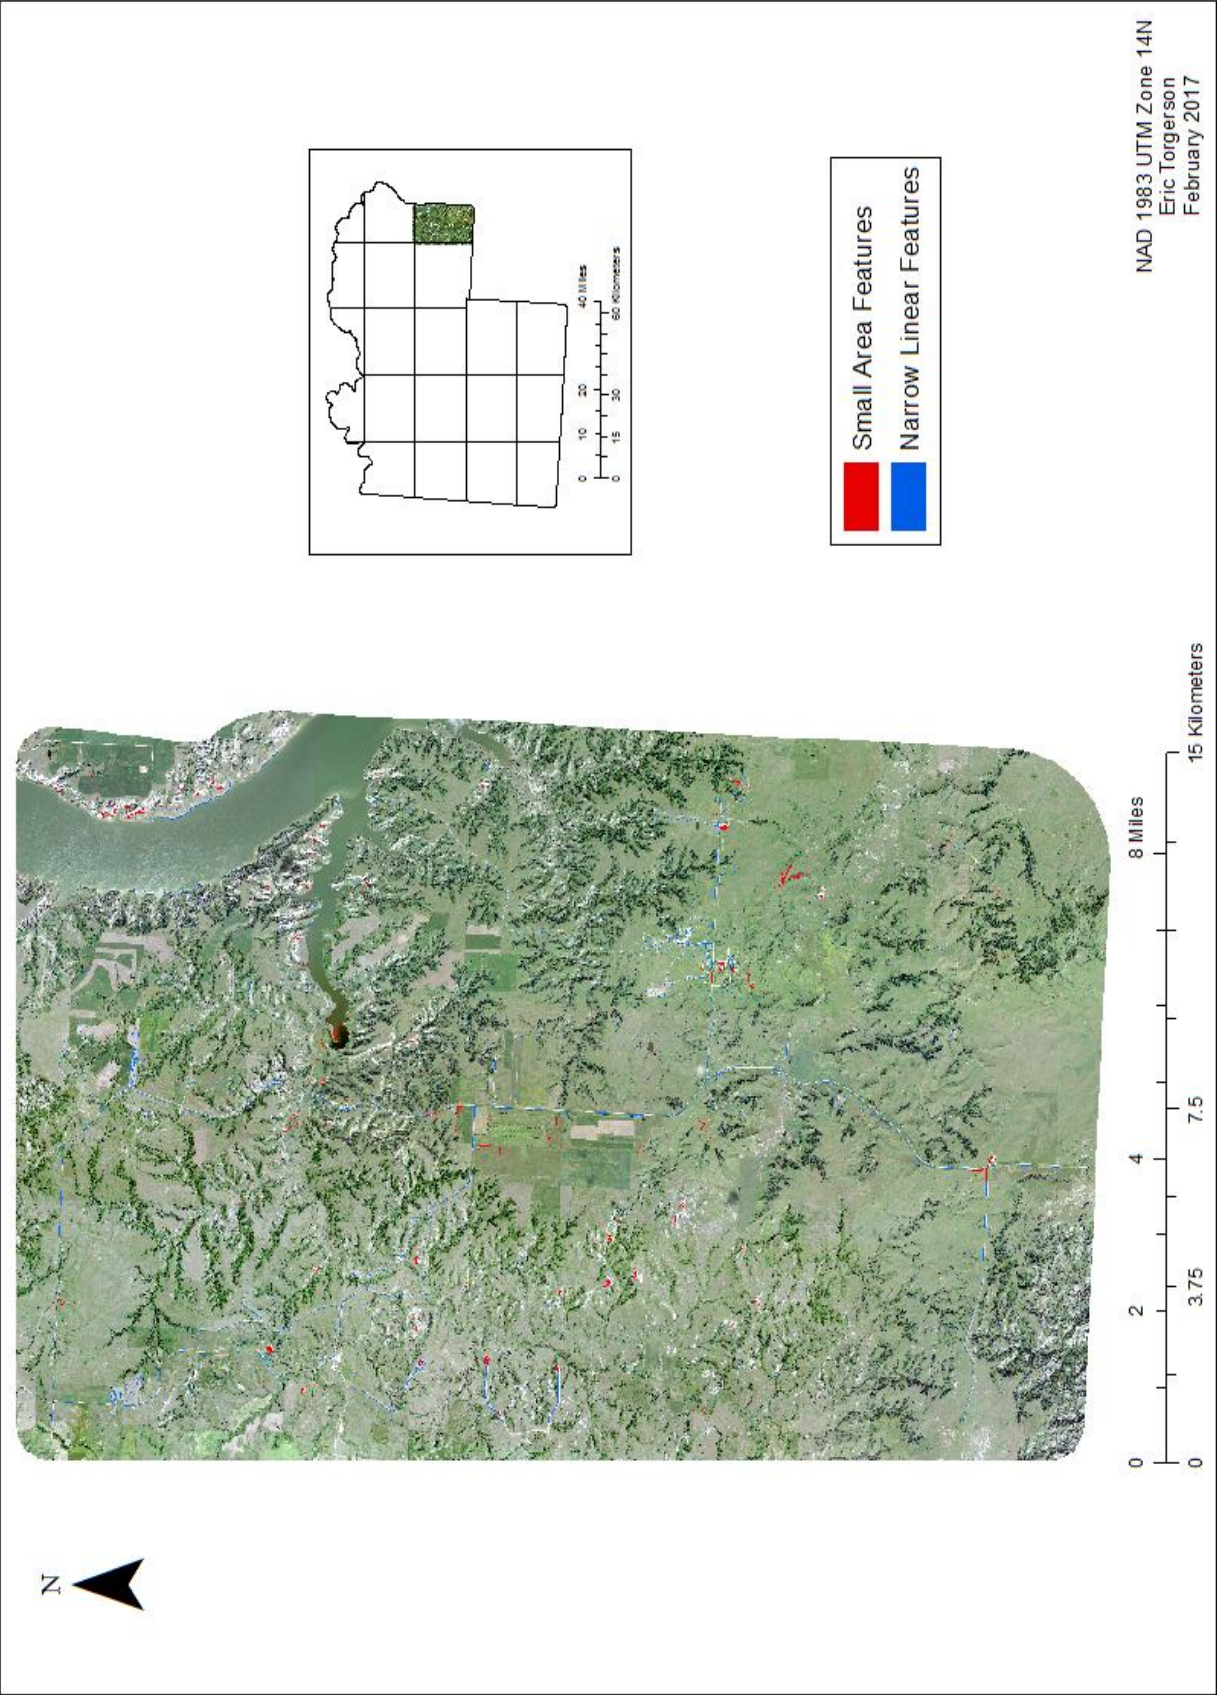 N
40 Miles
0 10 20
0 15 30 60 Kilometers
Small Area Features
Narrow Linear Features
0 2 4 8 Miles
0 3.75 7.5 15 Kilometers
NAD 1983 UTM Zone 14N
Eric Torgerson
February 2017